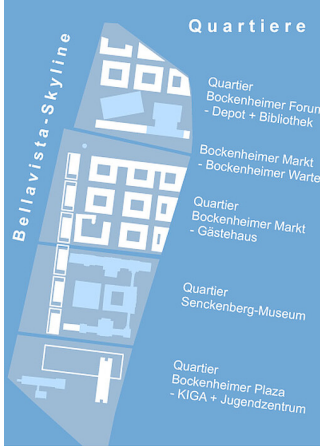 Quartiere
Bellavista-Skyline
Quartier
Bockenheimer Forum
- Depot + Bibliothek
Bockenheimer Markt
- Bockenheimer Warte
Quartier
Bockenheimer Markt
- Gästehaus
Quartier
Senckenberg-Museum
Quartier
Bockenheimer Plaza
- KIGA + Jugendzentrum